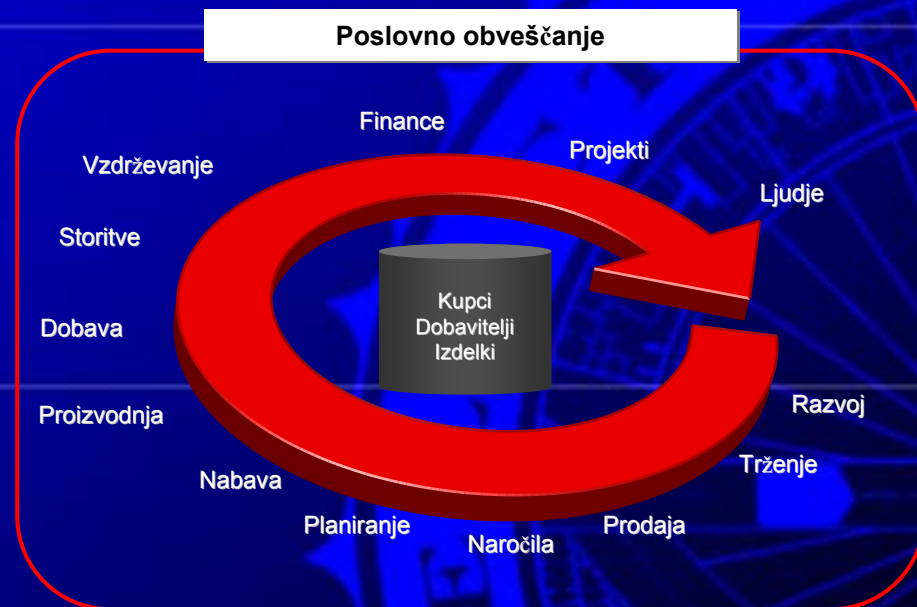 Poslovno obveščanje
Finance
Projekti
Vzdrževanje
Ljudje
Storitve
Kupci
Dobavitelji
Izdelki
Dobava
Razvoj
Proizvodnja
Trženje
Nabava
Planiranje
Prodaja
Naročila